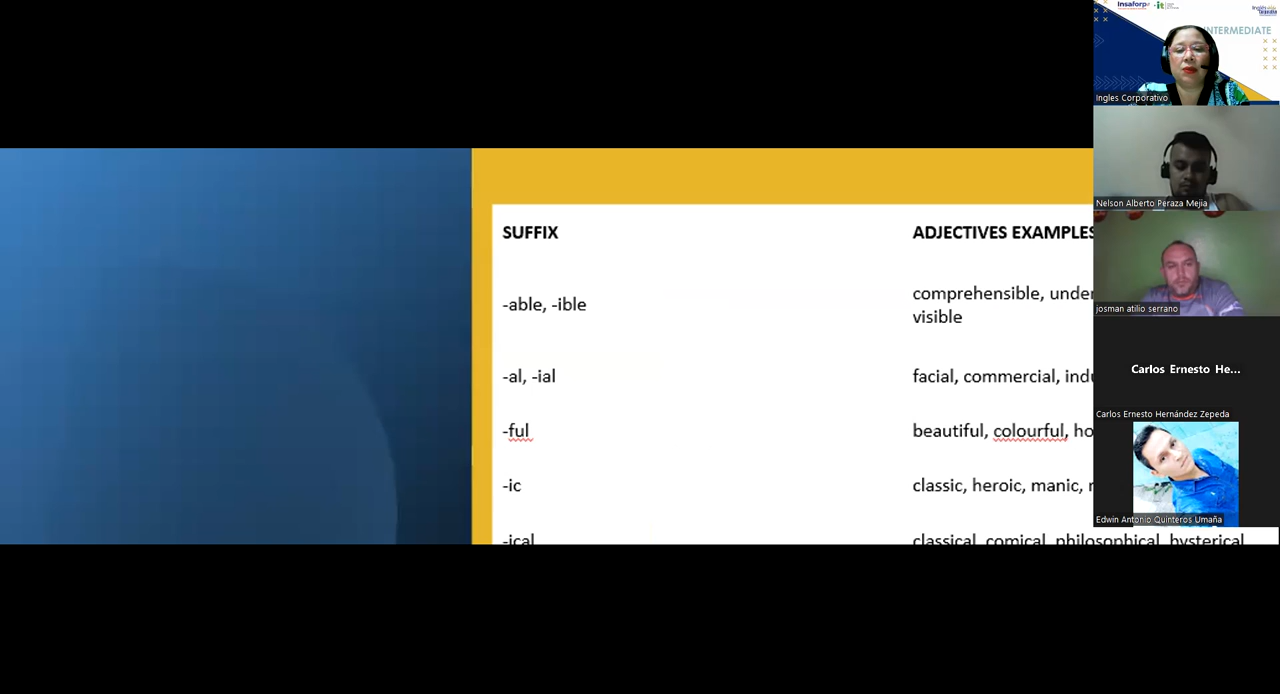 SUFFIX
ADJECTIVES EXAMPLES
-able, -ible
comprehensible, under
visible
-al, -ial
facial, commercial, indu
-ful
beautiful, colourful, ho
-ic
classic, heroic, manic, r
-ical
classical, comical, philosophical, hysterical
Insaforp
INTERMEDIATE
Ingles Corporativo
Nelson Alberto Peraza Mejia
josman atilio serrano
Carlos Ernesto He...
Carlos Ernesto Hernández Zepeda
Edwin Antonio Quinteros Umaña